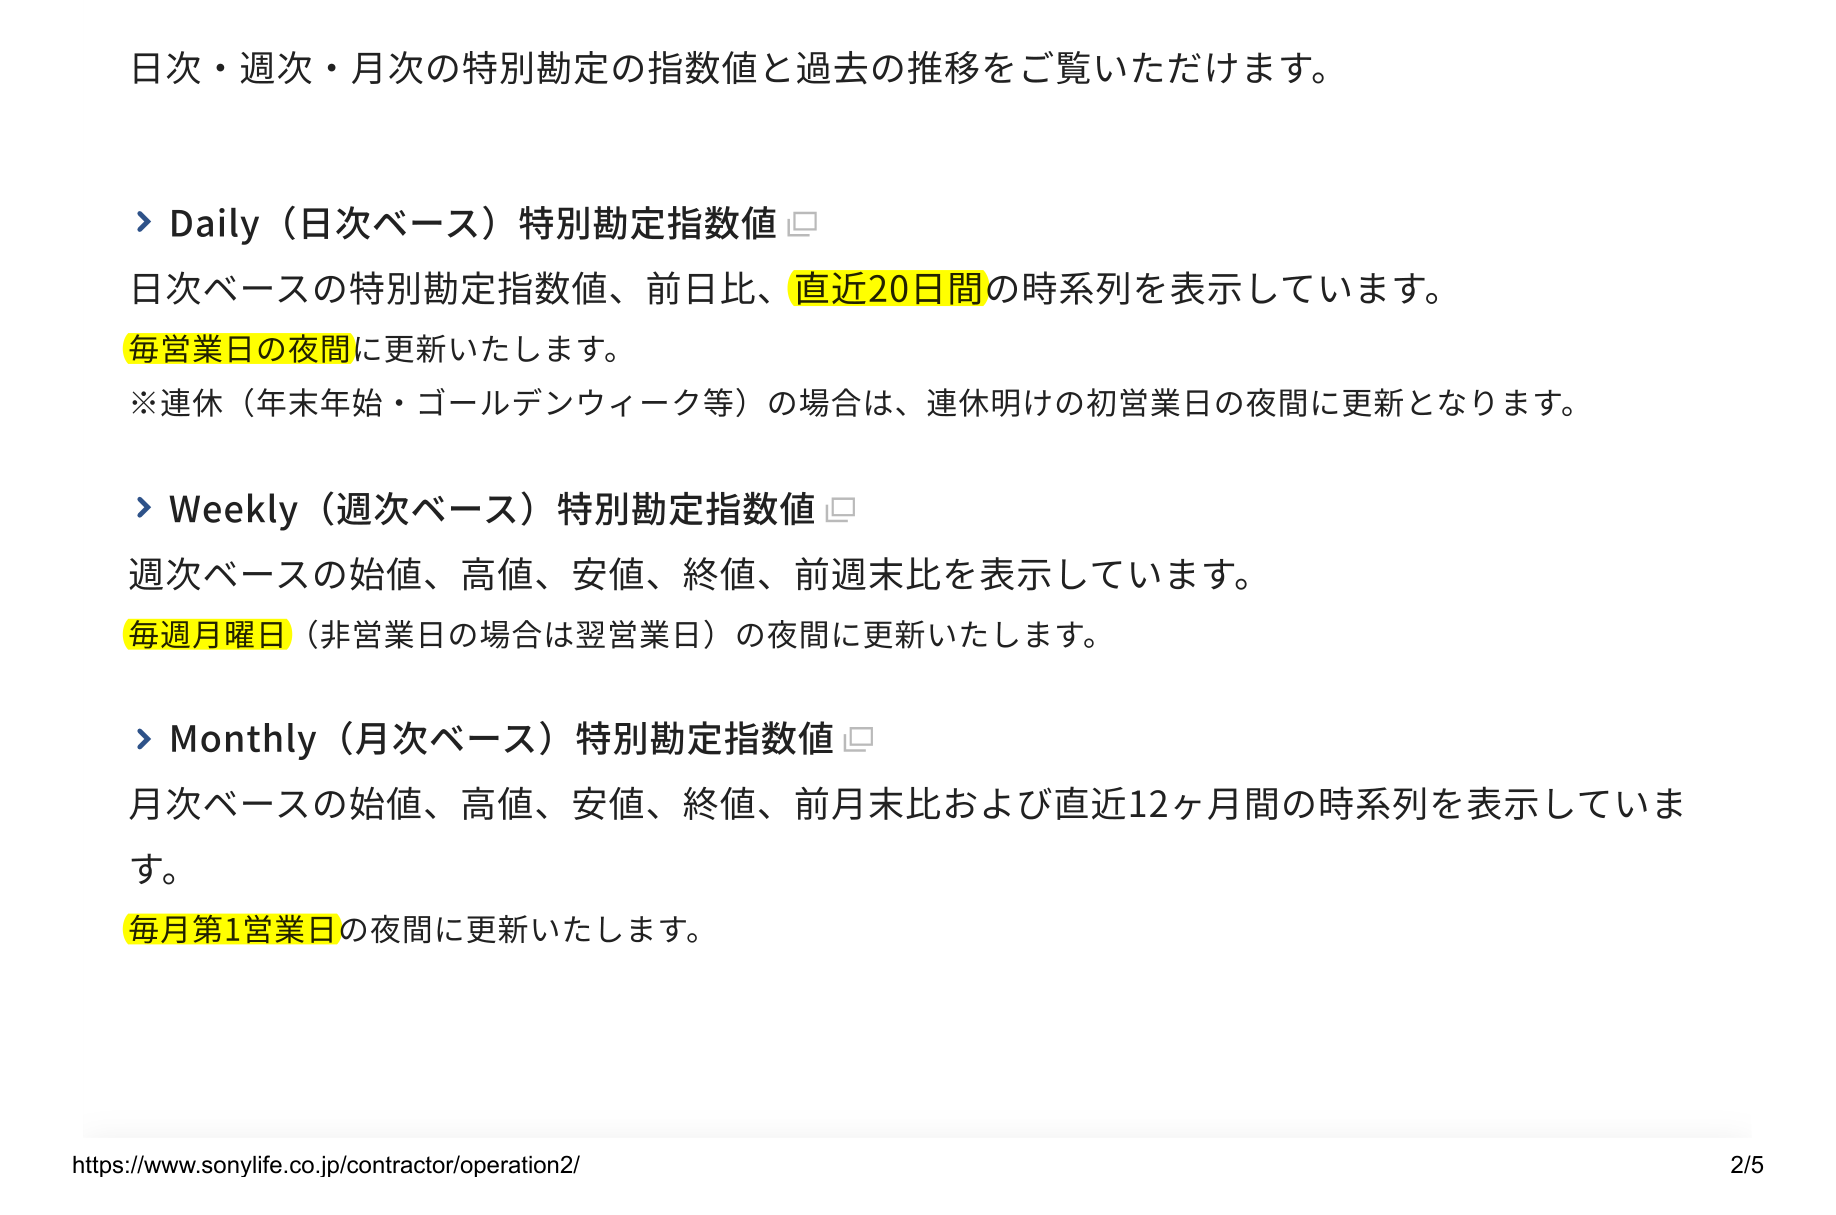 日次・週次・月次の特別勘定の指数値と過去の推移をご覧いただけます。
Daily（日次ベース）特別勘定指数値
日次ベースの特別勘定指数値、前日比、直近20日間の時系列を表示しています。
毎営業日の夜間に更新いたします。
※連休（年末年始・ゴールデンウィーク等）の場合は、連休明けの初営業日の夜間に更新となります。
Weekly（週次ベース）特別勘定指数値
週次ベースの始値、高値、安値、終値、前週末比を表示しています。
毎週月曜日（非営業日の場合は翌営業日）の夜間に更新いたします。
Monthly（月次ベース）特別勘定指数値
月次ベースの始値、高値、安値、終値、前月末比および直近12ヶ月間の時系列を表示していま
す。
毎月第1営業日の夜間に更新いたします。
https://www.sonylife.co.jp/contractor/operation2/ 2/5